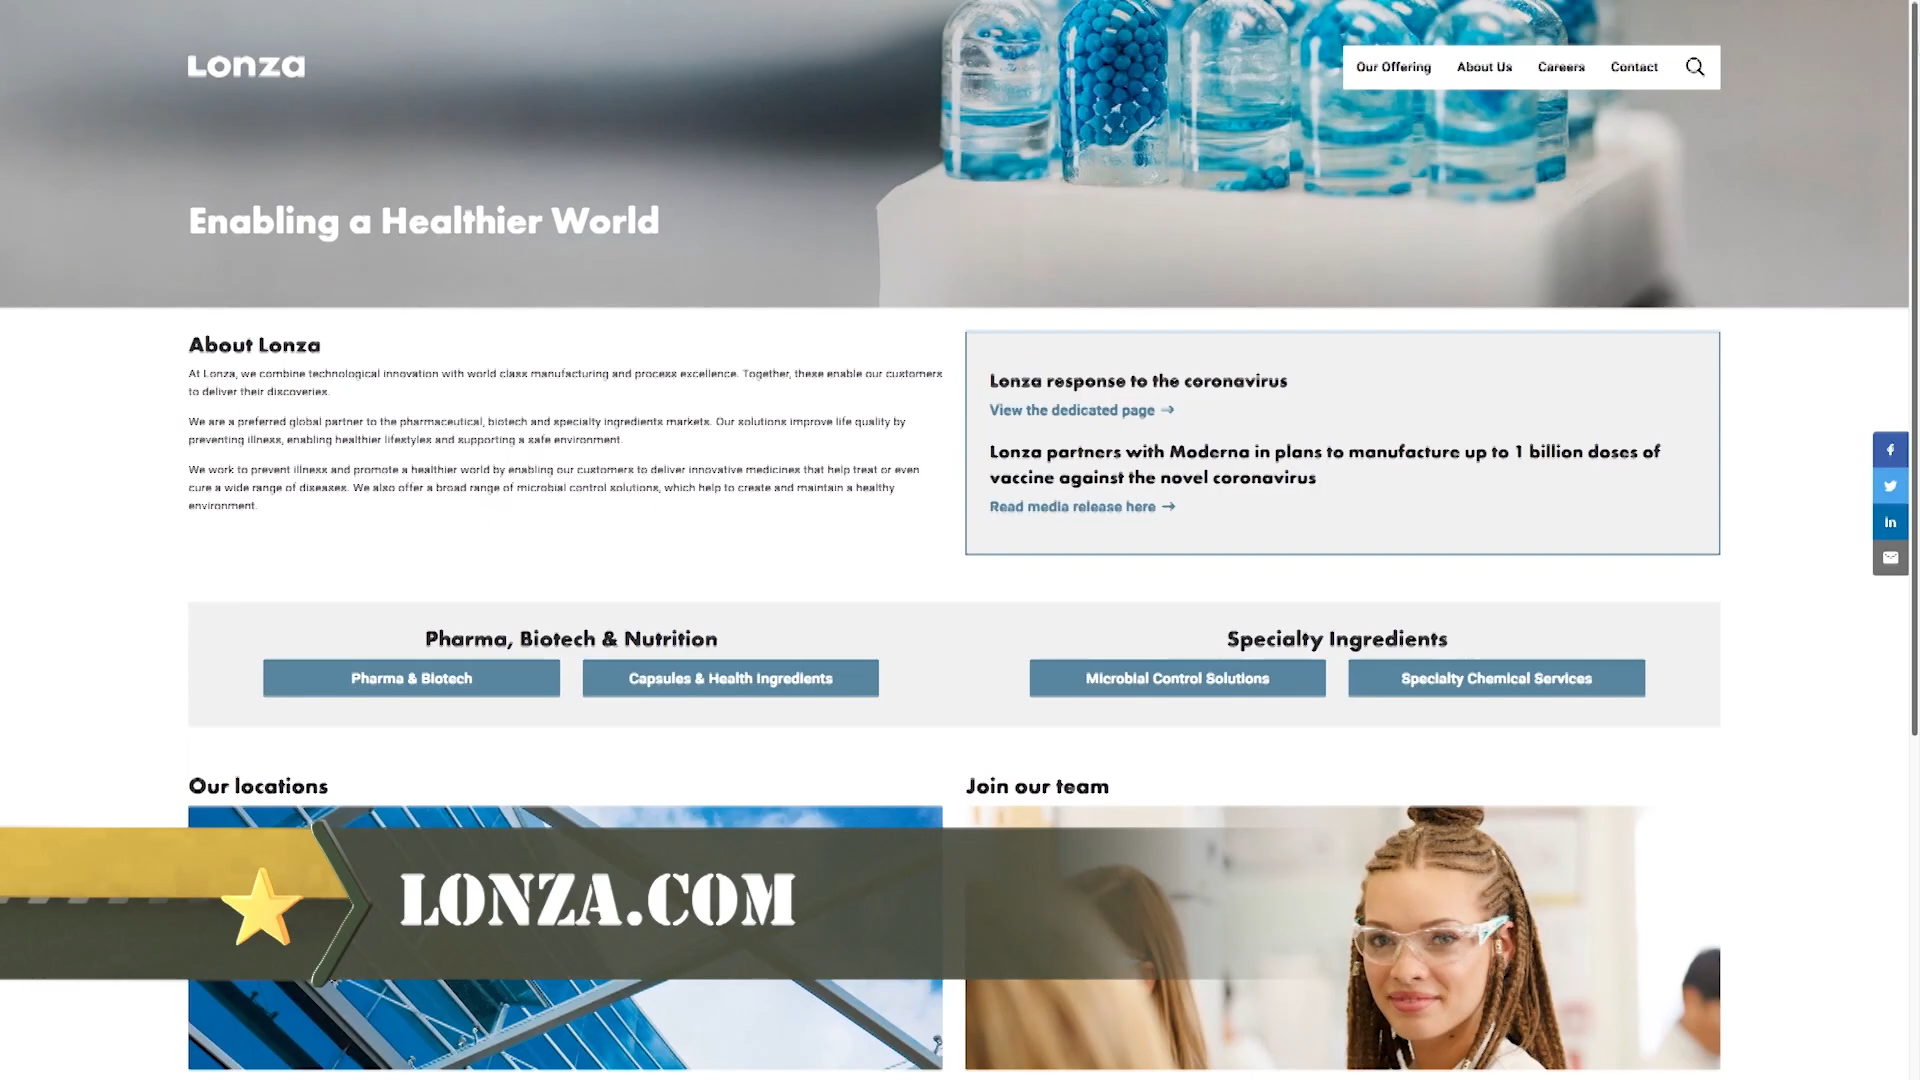 Lonza
Our Offering
About Us
Careers
Contact
Enabling a Healthier World
About Lonza
At Lonza, we combine technological innovation with world class manufacturing and process excellence. Together, these enable our customers
to deliver their discoveries.
We are a preferred global partner to the pharmaceutical, biotech and specialty ingredients markets. Our solutions improve life quality by
preventing illness, enabling healthier lifestyles and supporting a safe environment.
We work to prevent illness and promote a healthier world by enabling our customers to deliver innovative medicines that help treat or even
cure a wide range of diseases. We also offer a broad range of microbial control solutions, which help to create and maintain a healthy
environment.
Lonza response to the coronavirus
View the dedicated page →
Lonza partners with Moderna in plans to manufacture up to 1 billion doses of
vaccine against the novel coronavirus
Read media release here →
f
in
Pharma, Biotech & Nutrition
Pharma & Biotech
Capsules & Health Ingredients
Specialty Ingredients
Microbial Control Solutions
Specialty Chemical Services
Our locations
Join our team
LONZA.COM